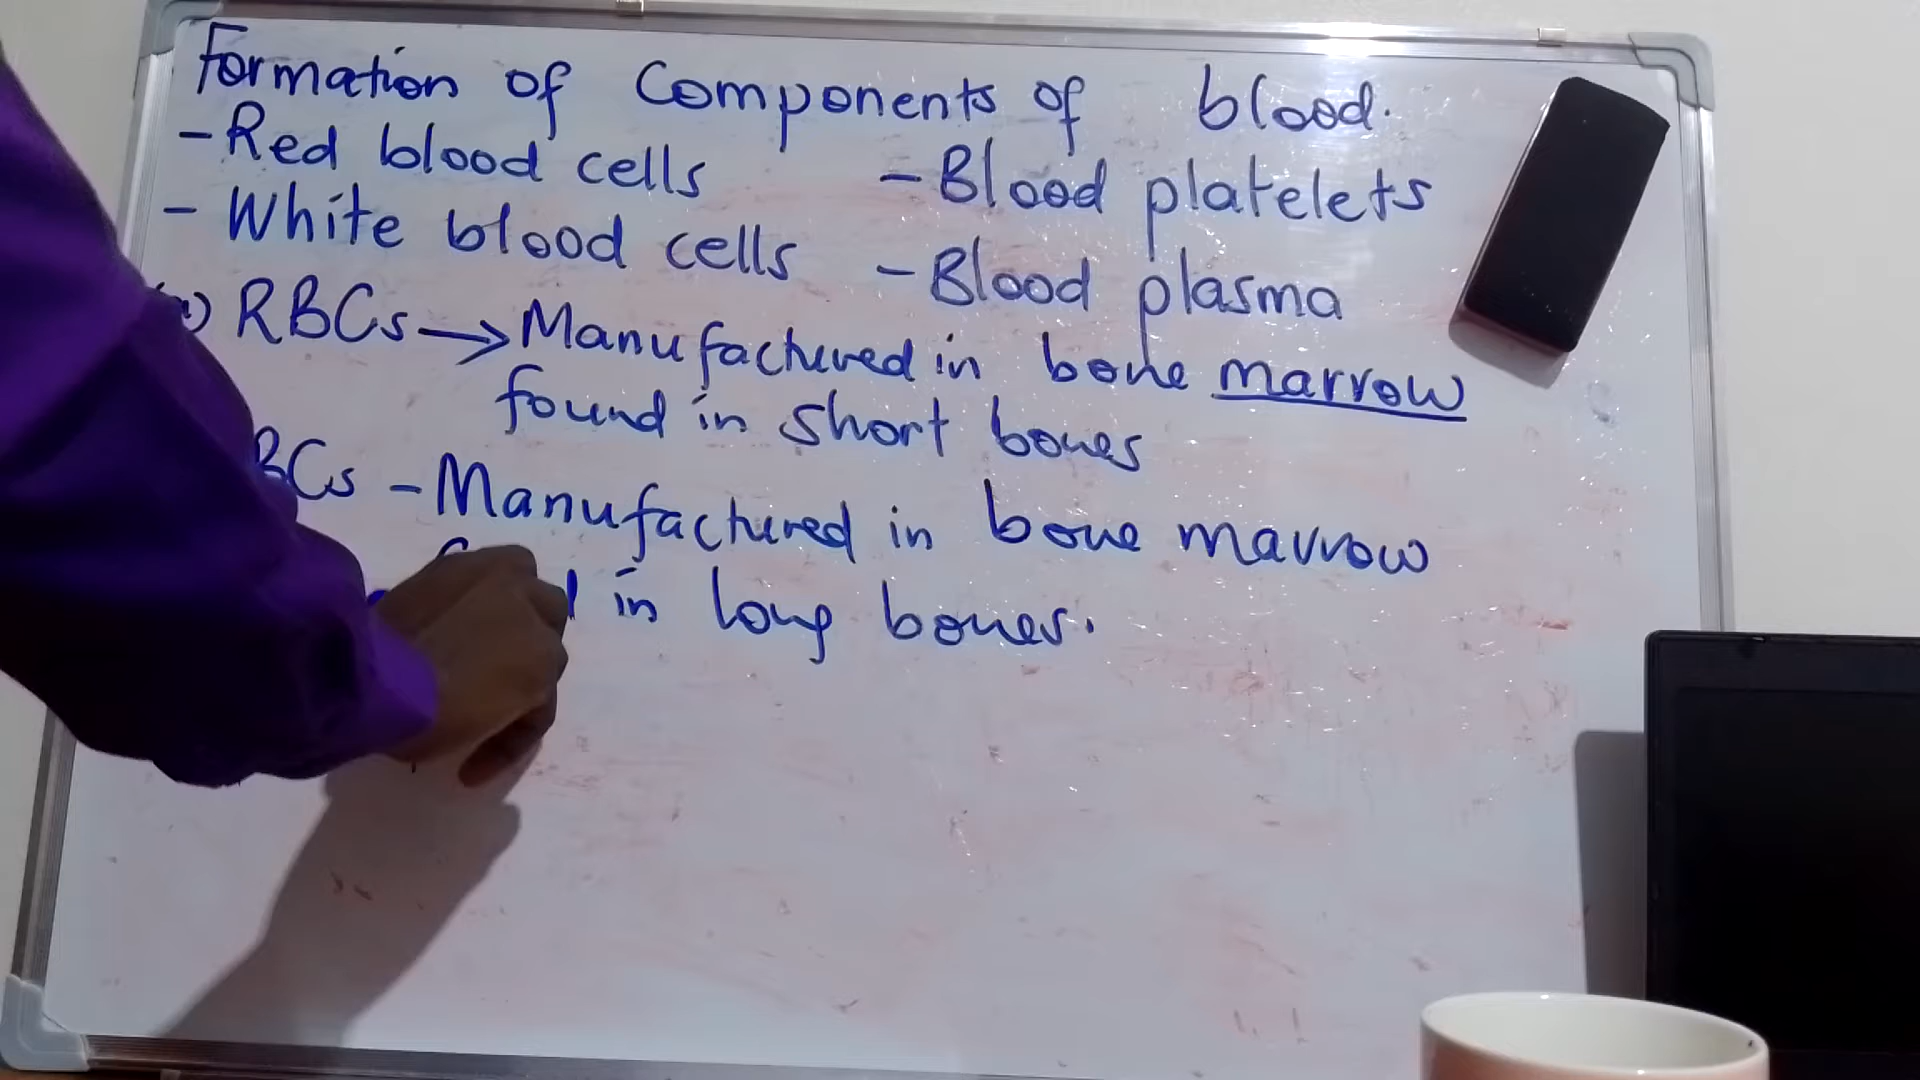 Formation of Components of blood.
- Red blood cells - Blood platelets
- White blood cells - Blood plasma
RBCs → Manufactured in bone marrow
found in short bones
BCs - Manufactured in bone marrow
in long bones.